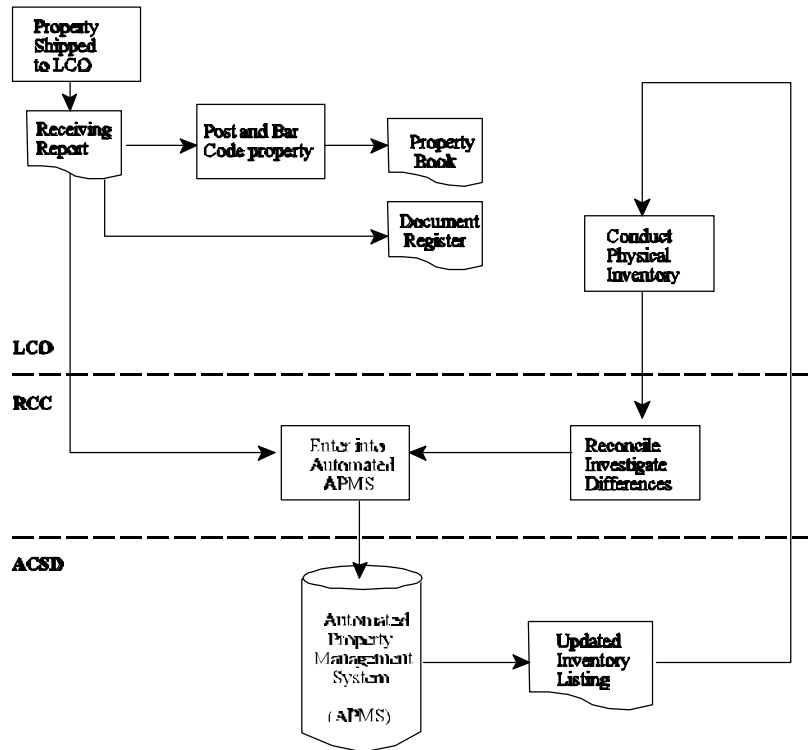 Property
Shipped
to LCO
Receiving
Report
Post and Bar
Code property
Property
Book
Document
Register
Conduct
Physical
Inventory
LCO
RCC
Enter into
Automated
APMS
Reconcile
Investigate
Differences
ACSD
Automated
Property
Management
System
(APMS)
Updated
Inventory
Listing